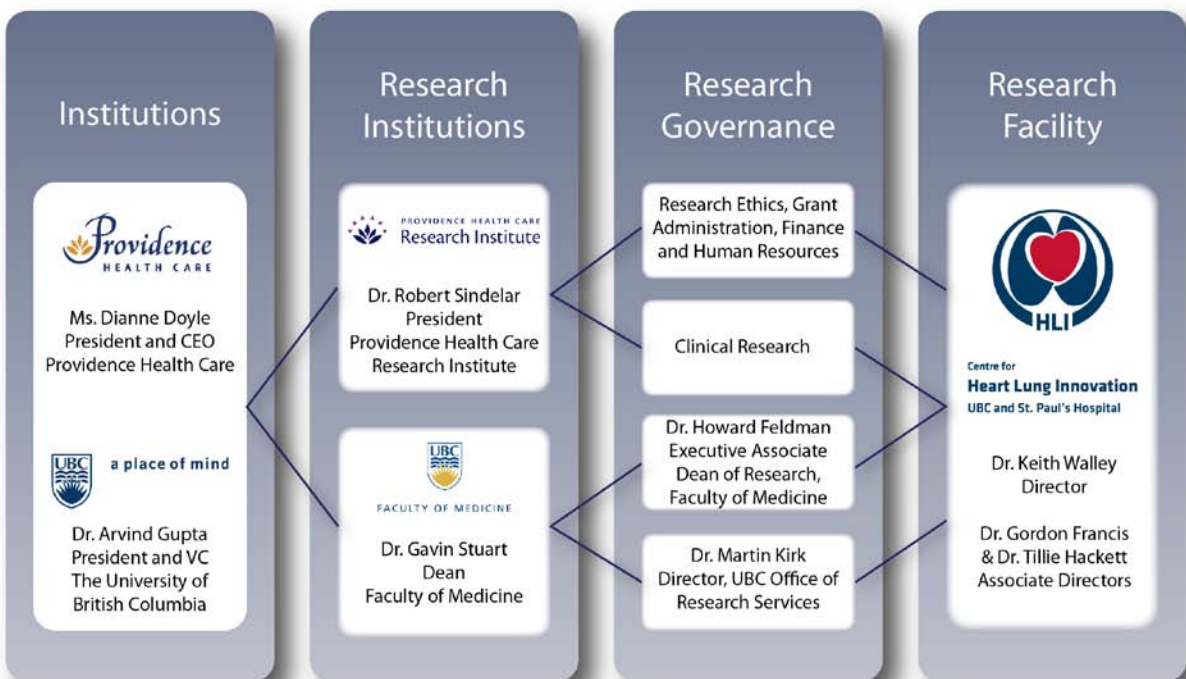 Institutions
Providence
HEALTH CARE
Ms. Dianne Doyle
President and CEO
Providence Health Care
UBC
a place of mind
Dr. Arvind Gupta
President and VC
The University of
British Columbia
Research
Institutions
PROVIDENCE HEALTH CARE
Research Institute
Dr. Robert Sindelar
President
Providence Health Care
Research Institute
UBC
FACULTY OF MEDICINE
Dr. Gavin Stuart
Dean
Faculty of Medicine
Research
Governance
Research Ethics, Grant
Administration, Finance
and Human Resources
Clinical Research
Dr. Howard Feldman
Executive Associate
Dean of Research,
Faculty of Medicine
Dr. Martin Kirk
Director, UBC Office of
Research Services
Research
Facility
HLI
Centre for
Heart Lung Innovation
UBC and St. Paul's Hospital
Dr. Keith Walley
Director
Dr. Gordon Francis
& Dr. Tillie Hackett
Associate Directors